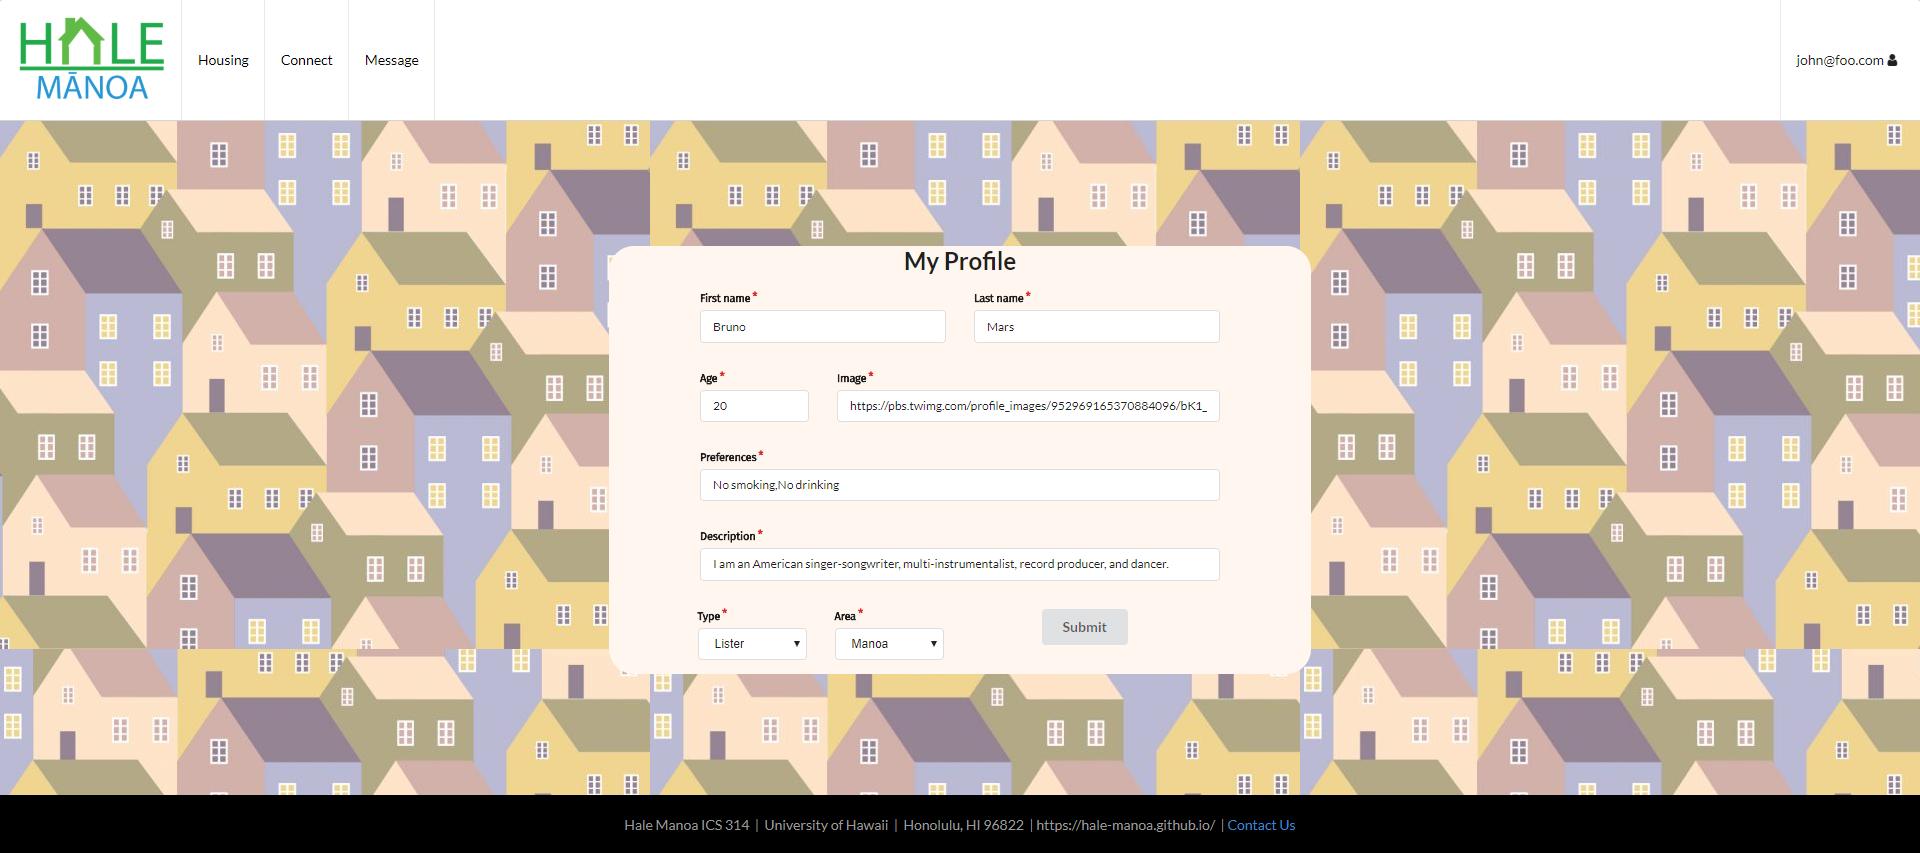 HALE
MĀNOA
Housing
Connect
Message
john@foo.com
My Profile
First name *
Last name *
Bruno
Mars
Age *
Image *
20
https://pbs.twimg.com/profile_images/952969165370884096/bK1_
Preferences *
No smoking,No drinking
Description *
I am an American singer-songwriter, multi-instrumentalist, record producer, and dancer.
Type *
Area *
Lister
Manoa
Submit
Hale Manoa ICS 314 | University of Hawaii | Honolulu, HI 96822 | https://hale-manoa.github.io/ | Contact Us